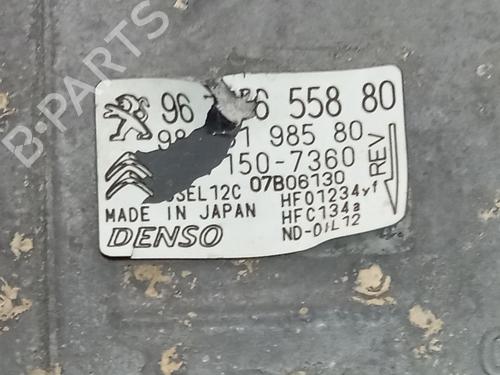 B-PARTS
96 6 558 80
98 1 985 80
150-7360
SEL12C 07B06130
HFO1234yf
MADE IN JAPAN HFC134a
DENSO ND-OIL12
REV